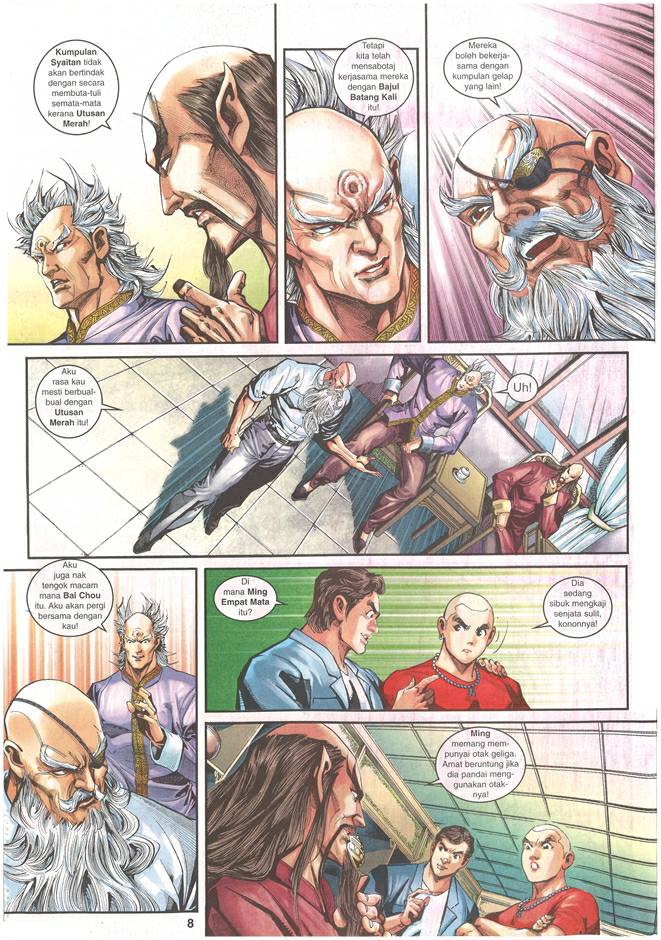 Kumpulan
Syaitan tidak
akan bertindak
dengan secara
membuta-tuli
semata-mata
kerana Utusan
Merah!
Tetapi
kita telah
mensabotaj
kerjasama mereka
dengan Bajul
Batang Kali
itu!
Mereka
boleh bekerja-
sama dengan
kumpulan gelap
yang lain!
Aku
rasa kau
mesti berbual-
bual dengan
Utusan
Merah itu!
Uh!
Aku
juga nak
tengok macam
mana Bai Chou
itu. Aku akan pergi
bersama dengan
kau!
Di
mana Ming
Empat Mata
itu?
Dia
sedang
sibuk mengkaji
senjata sulit,
kononnya!
Ming
memang mem-
punyai otak geliga.
Amat beruntung jika
dia pandai meng-
gunakan otak-
nya!
8